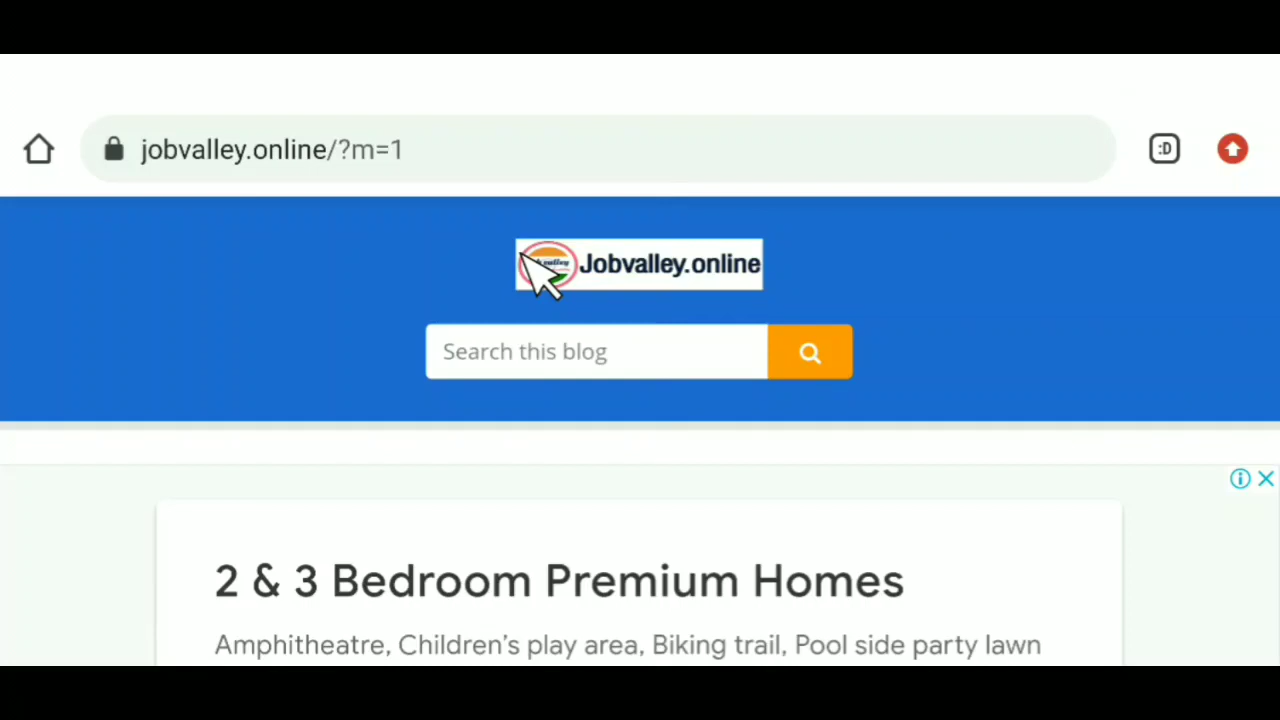 jobvalley.online/?m=1
:D
Jobvalley.online
Search this blog
2 & 3 Bedroom Premium Homes
Amphitheatre, Children's play area, Biking trail, Pool side party lawn